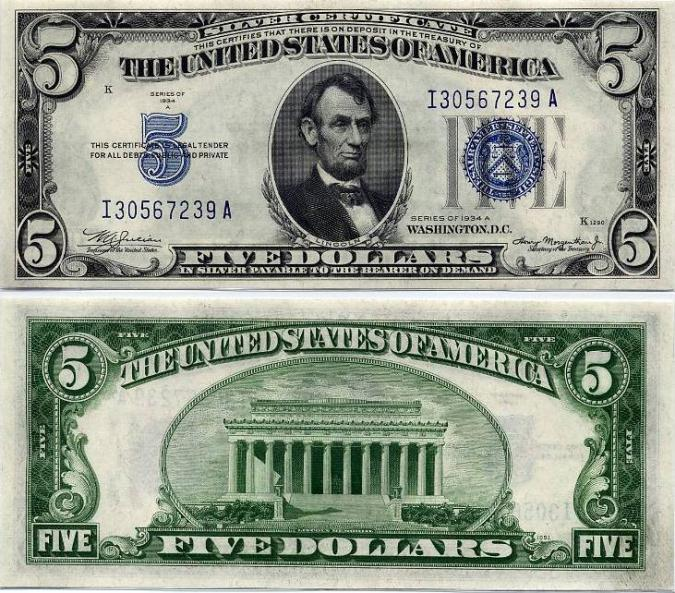 5 SILVER CERTIFICATE 5
THIS CERTIFIES THAT THERE IS ON DEPOSIT IN THE TREASURY OF
THE UNITED STATES OF AMERICA
K
SERIES OF
1934
A
I30567239 A
5
THIS CERTIFICATE IS LEGAL TENDER
FOR ALL DEBTS PUBLIC AND PRIVATE
FIVE
I30567239 A
SERIES OF 1934 A
WASHINGTON, D.C.
K 1290
LINCOLN
Treasurer of the United States.
Henry Morgenthau Jr.
Secretary of the Treasury.
5 FIVE DOLLARS 5
IN SILVER PAYABLE TO THE BEARER ON DEMAND
FIVE FIVE
5 THE UNITED STATES OF AMERICA 5
FIVE FIVE
LINCOLN MEMORIAL
FIVE FIVE DOLLARS FIVE